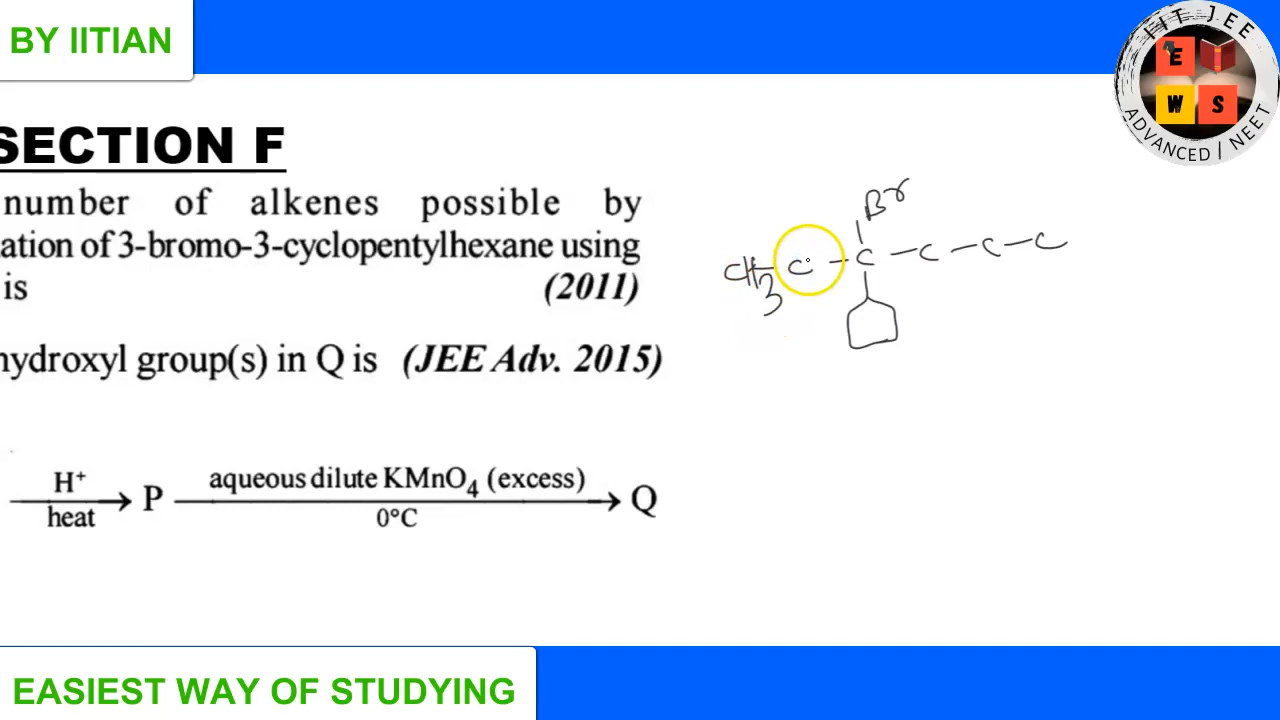 BY IITIAN
IIT JEE
E
W S
ADVANCED / NEET
SECTION F
number of alkenes possible by
ation of 3-bromo-3-cyclopentylhexane using
is (2011)
hydroxyl group(s) in Q is (JEE Adv. 2015)
H⁺
heat
P
aqueous dilute KMnO₄ (excess)
0°C
Q
Br
CH3 - C - C - C - C - C
EASIEST WAY OF STUDYING